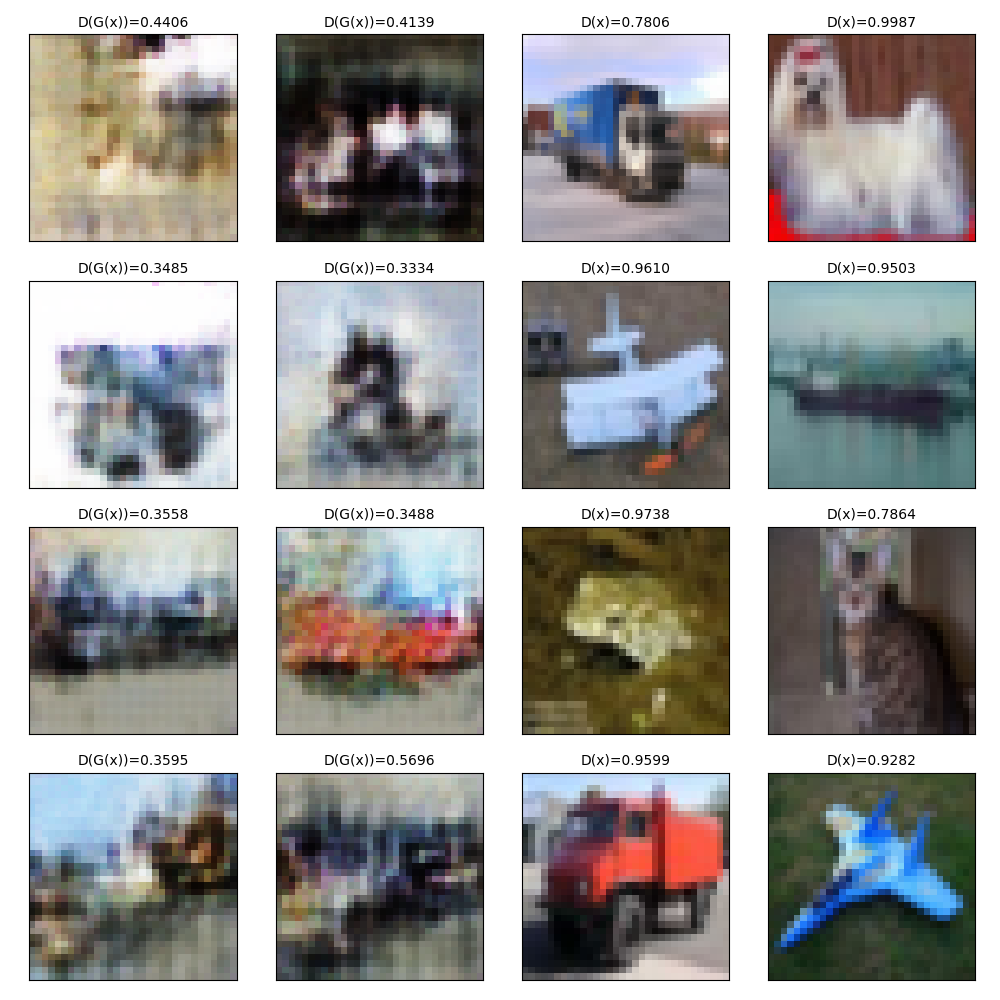 D(G(x))=0.4406 D(G(x))=0.4139 D(x)=0.7806 D(x)=0.9987
D(G(x))=0.3485 D(G(x))=0.3334 D(x)=0.9610 D(x)=0.9503
D(G(x))=0.3558 D(G(x))=0.3488 D(x)=0.9738 D(x)=0.7864
D(G(x))=0.3595 D(G(x))=0.5696 D(x)=0.9599 D(x)=0.9282